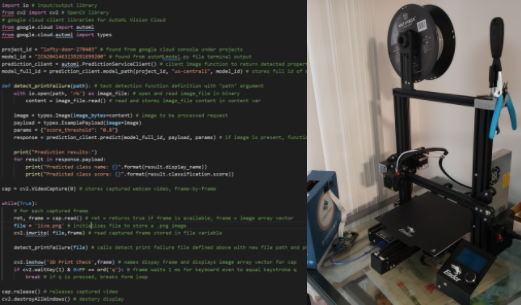 import io # input/output library
from cv2 import cv2 # OpenCV library
# google cloud client libraries for AutoML Vision Cloud
from google.cloud import automl
from google.cloud.automl import types
project_id = "lofty-door-270403" # found from google cloud console under projects
model_id = # found from automl model py file terminal output
prediction_client = automl.PredictionServiceClient() # client image function to return detected project
model_full_id = prediction_client.model_path(project_id, "us-central1", model_id) # stores full id of m
def detect_printfailure(path): # text detection function definition with "path" argument
with io.open(path, 'rb') as image_file: # open and read image_file in binary
content = image_file.read() # read and stores image_file content in content var
image = types.Image(image_bytes=content) # image to be processed request
payload = types.ExamplePayload(image=image)
params = {"score_threshold": "0.8"}
response = prediction_client.predict(model_full_id, payload, params) # if image is present, function
print("Prediction results:")
for result in response.payload:
print("Predicted class name: {}".format(result.display_name))
print("Predicted class score: {}".format(result.classification.score))
cap = cv2.VideoCapture(0) # stores captured webcam video, frame-by-frame
while(True):
# For each captured frame
ret, frame = cap.read() # ret = returns true if frame is available, frame = image array vector
file = "live.png" # initialises file to store a .png image
cv2.imwrite( file,frame) # read captured frame stored in file variable
detect_printfailure(file) # calls detect print failure file defined above with new file path and p
cv2.imshow('3D Print Check',frame) # names dispay frame and displays image array vector for cap
if cv2.waitKey(1) & 0xFF == ord('q'): # frame waits 1 ms for keyboard even to equal keystroke q
break # if q is pressed, breaks form loop
cap.release() # releases captured video
cv2.destroyAllWindows() # destory display
Ender